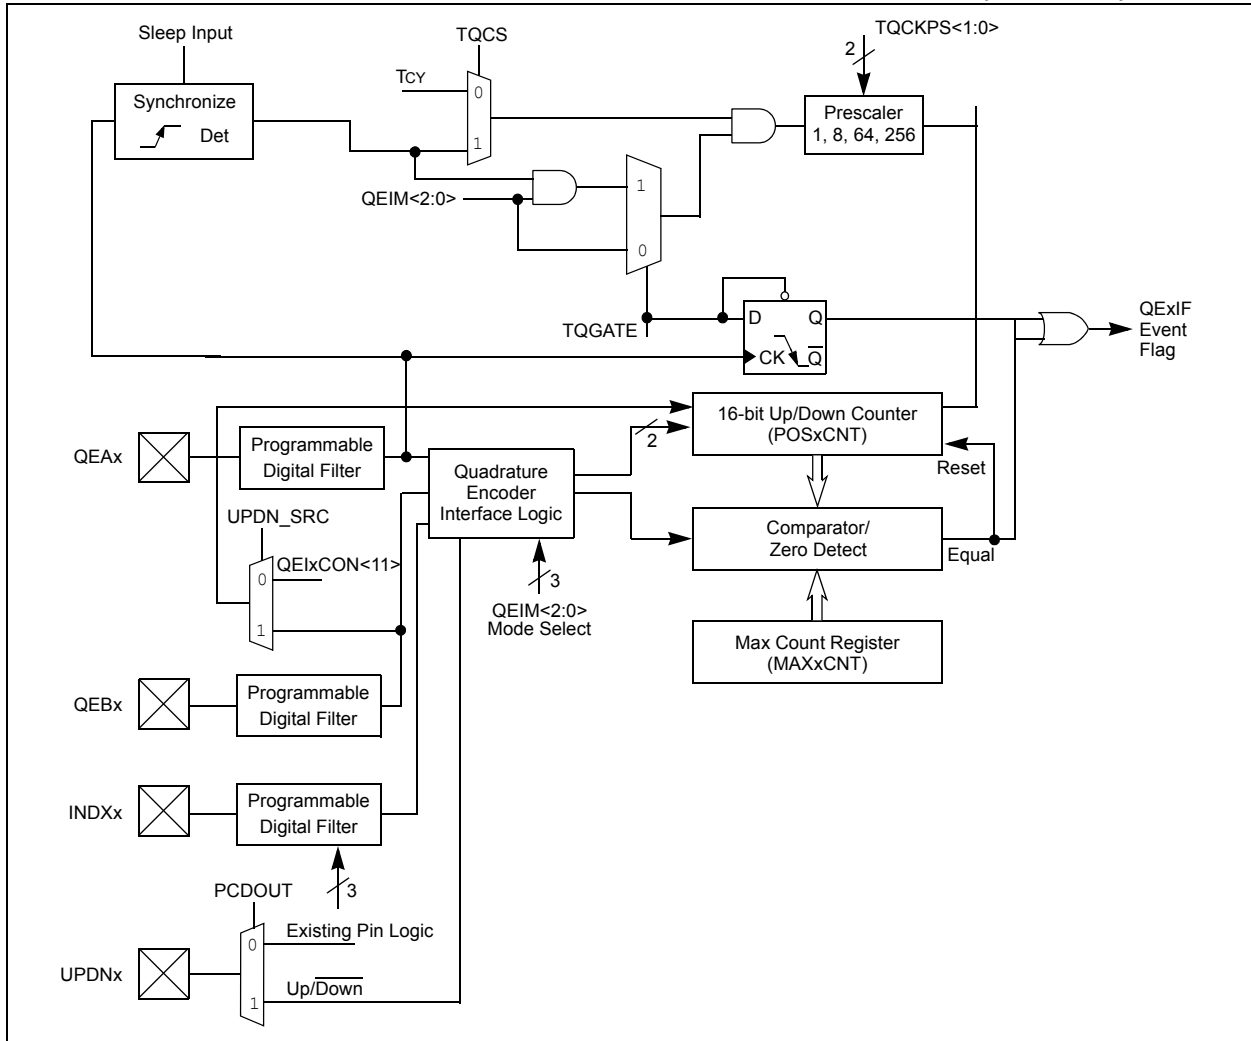 Sleep Input
TQCS
TQCKPS<1:0>
2
TCY
0
1
Synchronize
Det
Prescaler
1, 8, 64, 256
QEIM<2:0>
1
0
TQGATE
D
Q
CK
Q
QExIF
Event
Flag
16-bit Up/Down Counter
(POSxCNT)
2
Reset
QEAx
Programmable
Digital Filter
Quadrature
Encoder
Interface Logic
Comparator/
Zero Detect
Equal
UPDN_SRC
0
QEIxCON<11>
1
3
QEIM<2:0>
Mode Select
Max Count Register
(MAXxCNT)
QEBx
Programmable
Digital Filter
INDXx
Programmable
Digital Filter
3
PCDOUT
0
Existing Pin Logic
UPDNx
1
Up/Down